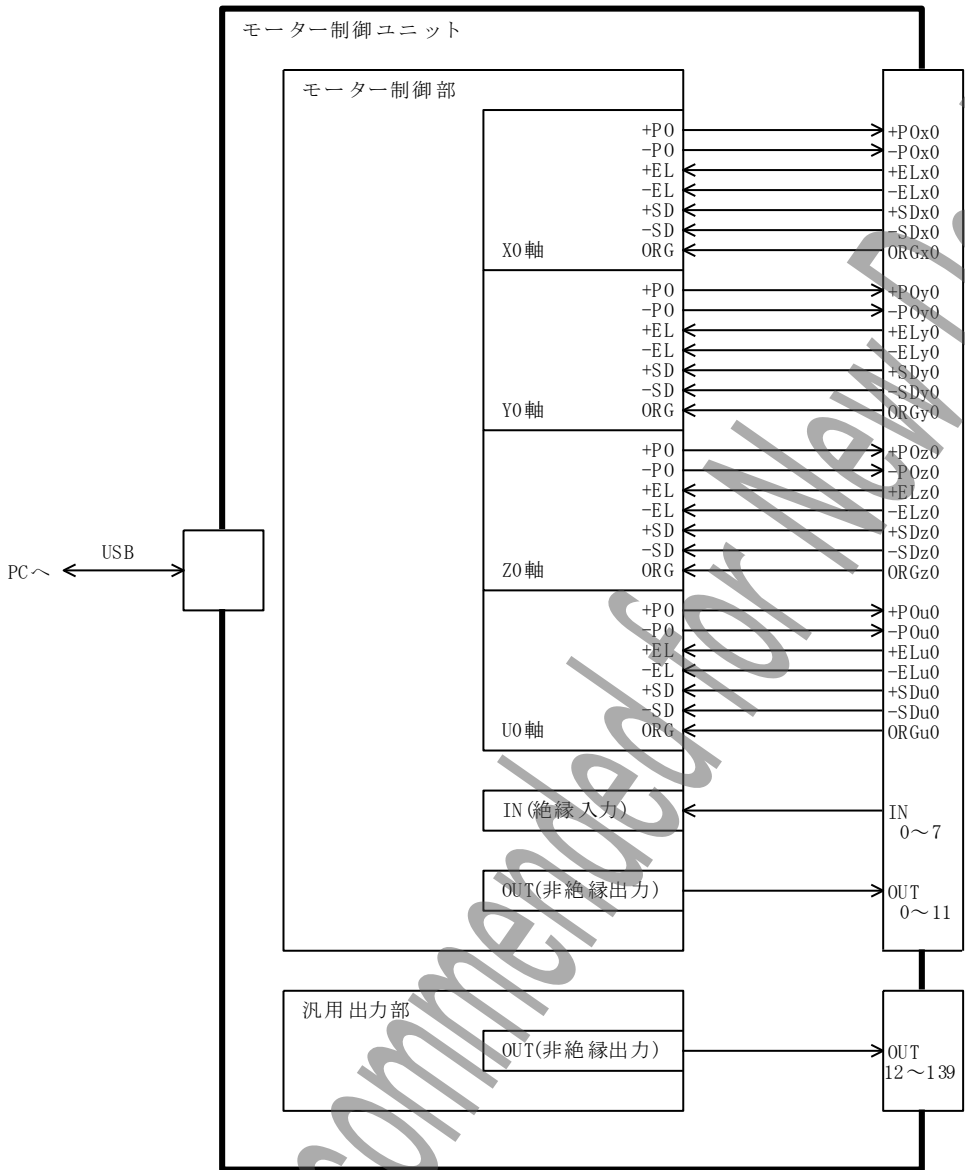 モーター制御ユニット
モーター制御部
+PO
-PO
+EL
-EL
+SD
-SD
X0軸 ORG
+POx0
-POx0
+ELx0
-ELx0
+SDx0
-SDx0
ORGx0
+PO
-PO
+EL
-EL
+SD
-SD
Y0軸 ORG
+POy0
-POy0
+ELy0
-ELy0
+SDy0
-SDy0
ORGy0
+PO
-PO
+EL
-EL
+SD
-SD
Z0軸 ORG
+POz0
-POz0
+ELz0
-ELz0
+SDz0
-SDz0
ORGz0
PCへ USB
+PO
-PO
+EL
-EL
+SD
-SD
U0軸 ORG
+POu0
-POu0
+ELu0
-ELu0
+SDu0
-SDu0
ORGu0
IN(絶縁入力)
IN
0～7
OUT(非絶縁出力)
OUT
0～11
汎用出力部
OUT(非絶縁出力)
OUT
12～139
commended for New